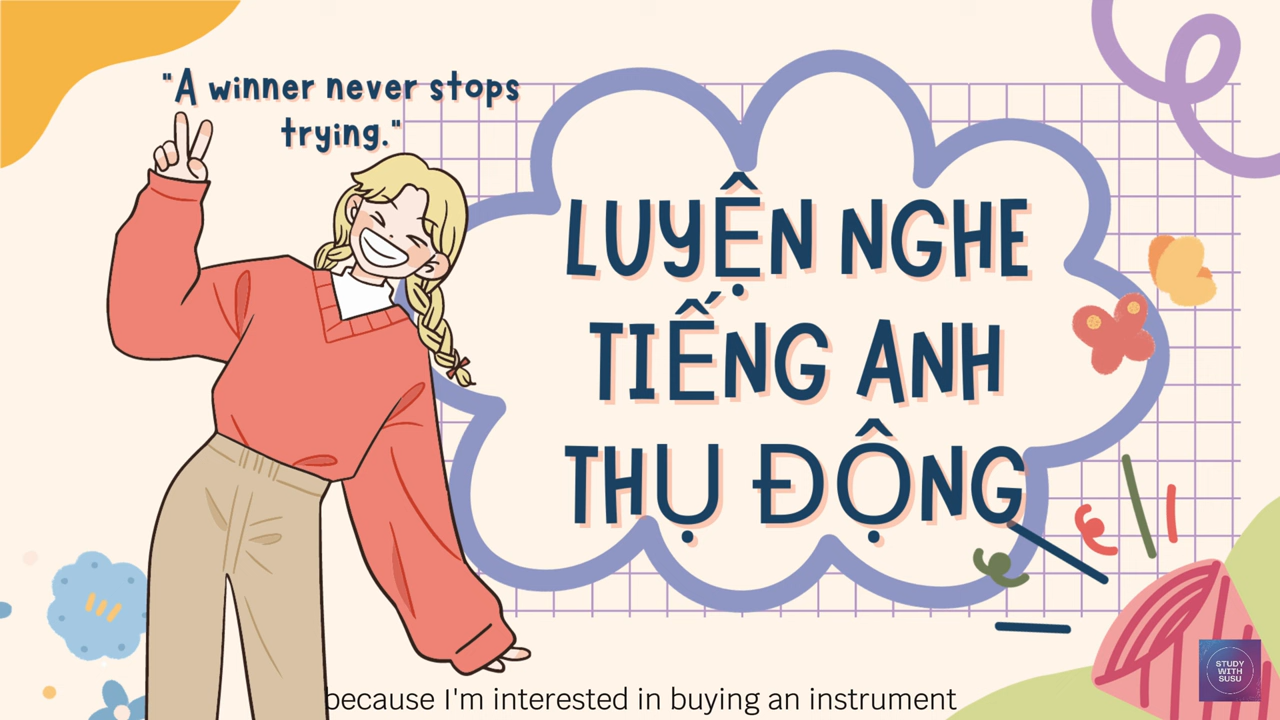 "A winner never stops
trying."
LUYỆN NGHE
TIẾNG ANH
THỤ ĐỘNG
STUDY
WITH
SUSU
because I'm interested in buying an instrument